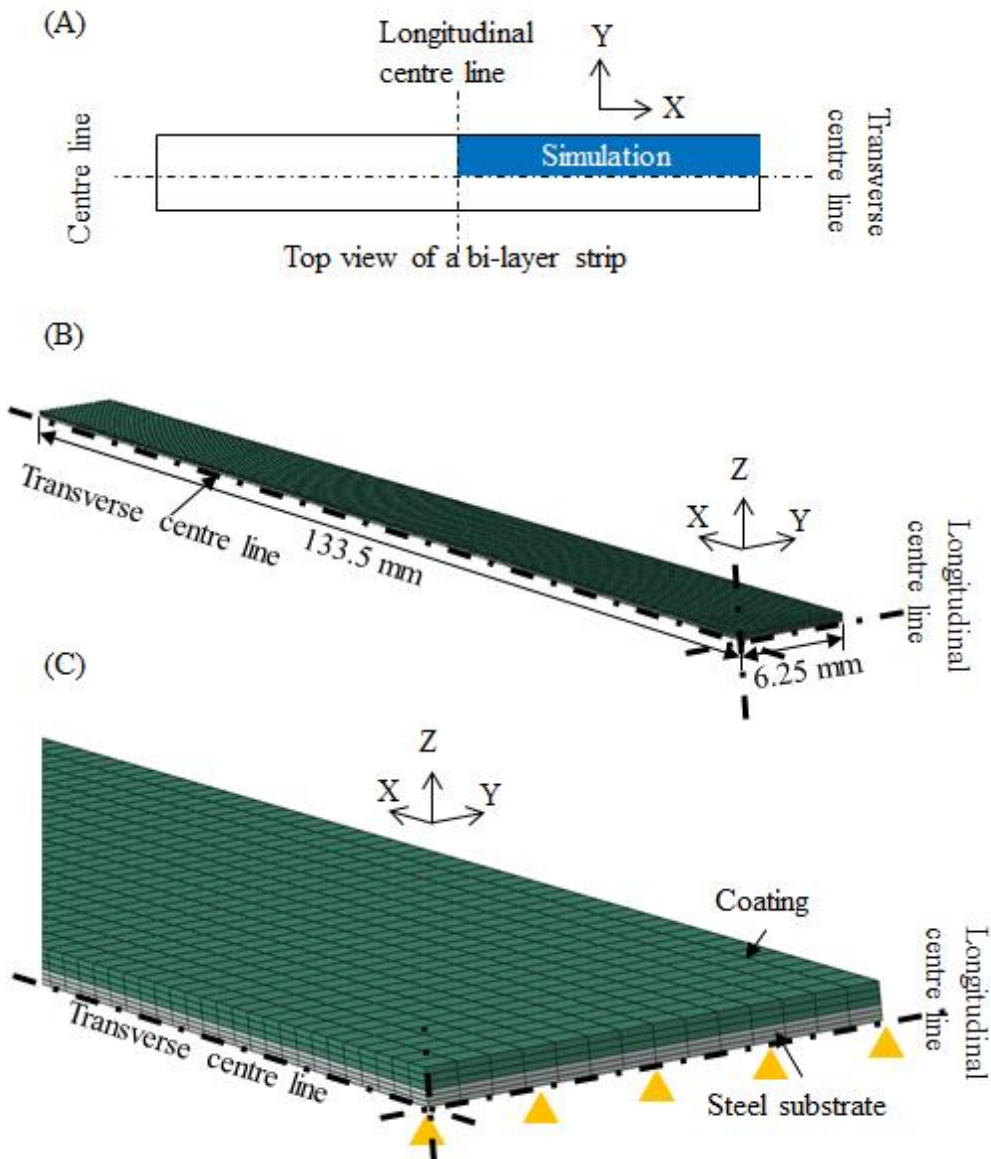 (A)
Longitudinal
centre line
Y
X
Centre line
Simulation
Transverse
centre line
Top view of a bi-layer strip
(B)
Transverse centre line
133.5 mm
Z
X
Y
Longitudinal
centre line
6.25 mm
(C)
Z
X
Y
Coating
Longitudinal
centre line
Transverse centre line
Steel substrate